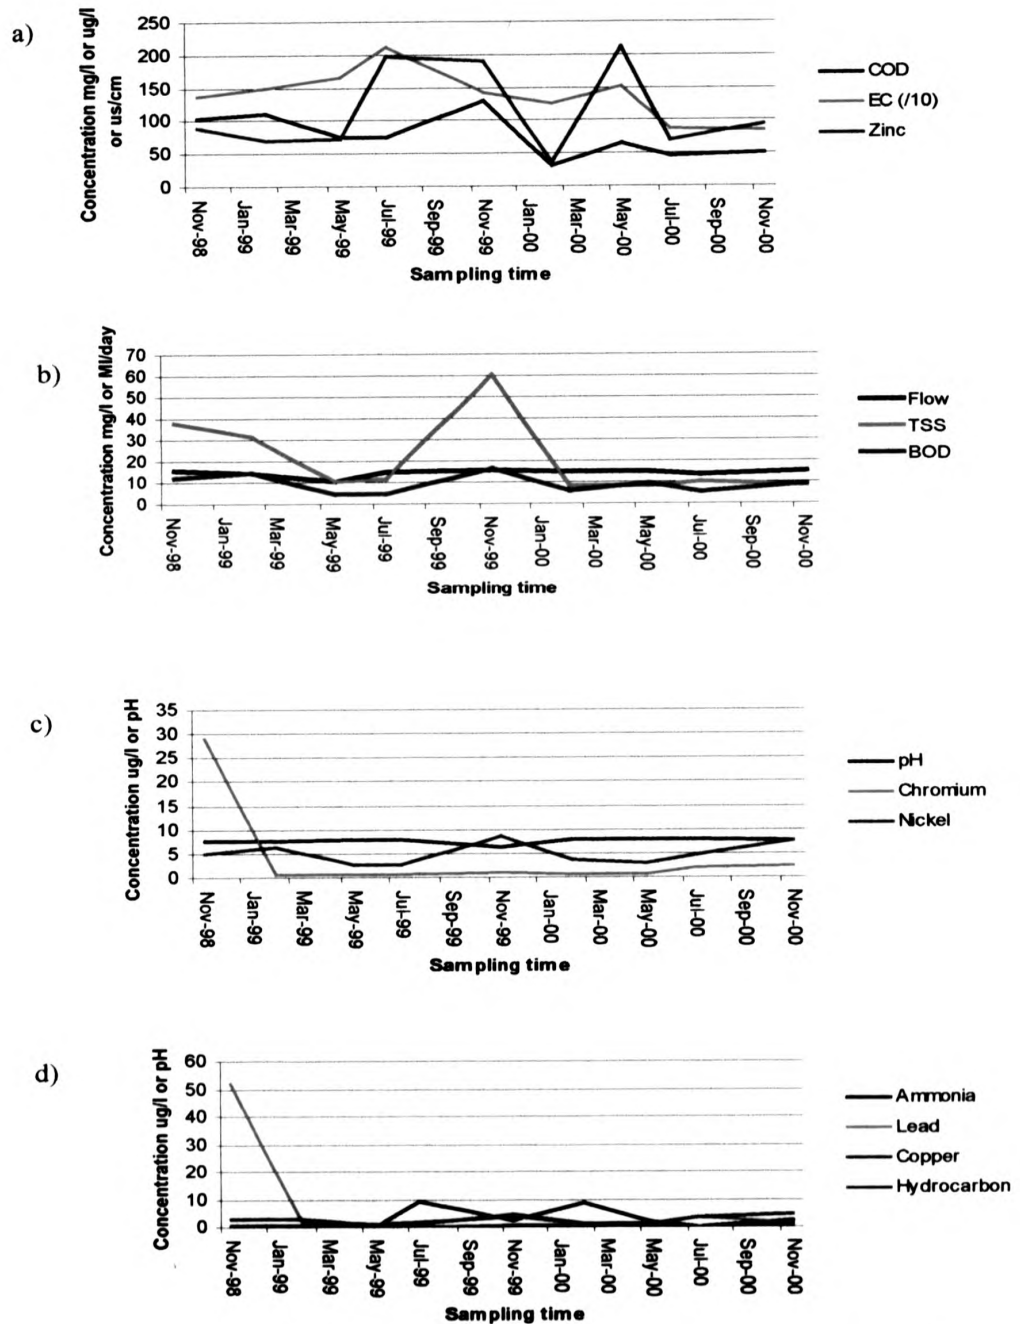 a)
Concentration mg/l or ug/l
or us/cm
250
200
150
100
50
0
Nov-98
Jan-99
Mar-99
May-99
Jul-99
Sep-99
Nov-99
Jan-00
Mar-00
May-00
Jul-00
Sep-00
Nov-00
Sampling time
COD
EC (/10)
Zinc
b)
Concentration mg/l or Ml/day
70
60
50
40
30
20
10
0
Nov-98
Jan-99
Mar-99
May-99
Jul-99
Sep-99
Nov-99
Jan-00
Mar-00
May-00
Jul-00
Sep-00
Nov-00
Sampling time
Flow
TSS
BOD
c)
Concentration ug/l or pH
35
30
25
20
15
10
5
0
Nov-98
Jan-99
Mar-99
May-99
Jul-99
Sep-99
Nov-99
Jan-00
Mar-00
May-00
Jul-00
Sep-00
Nov-00
Sampling time
pH
Chromium
Nickel
d)
Concentration ug/l or pH
60
50
40
30
20
10
0
Nov-98
Jan-99
Mar-99
May-99
Jul-99
Sep-99
Nov-99
Jan-00
Mar-00
May-00
Jul-00
Sep-00
Nov-00
Sampling time
Ammonia
Lead
Copper
Hydrocarbon